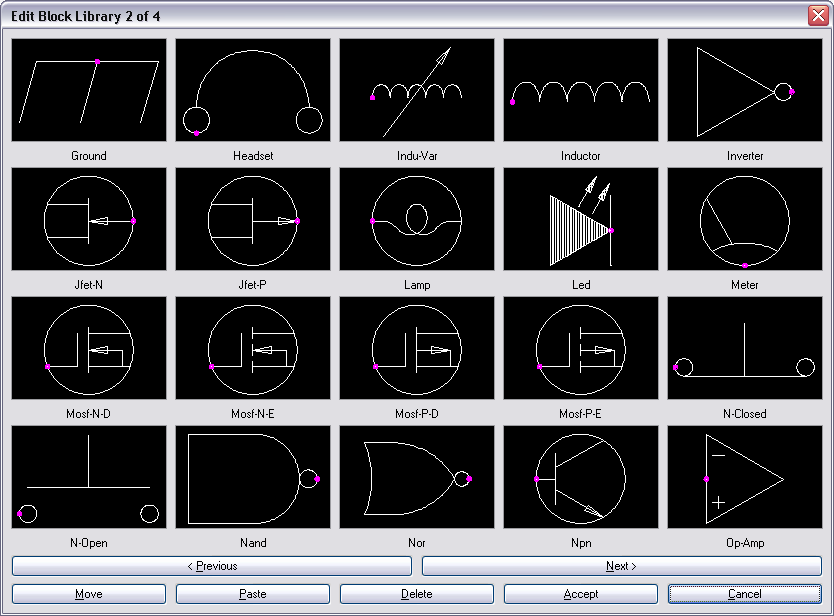 Edit Block Library 2 of 4
Ground Headset Indu-Var Inductor Inverter
Jfet-N Jfet-P Lamp Led Meter
Mosf-N-D Mosf-N-E Mosf-P-D Mosf-P-E N-Closed
N-Open Nand Nor Npn Op-Amp
< Previous Next >
Move Paste Delete Accept Cancel